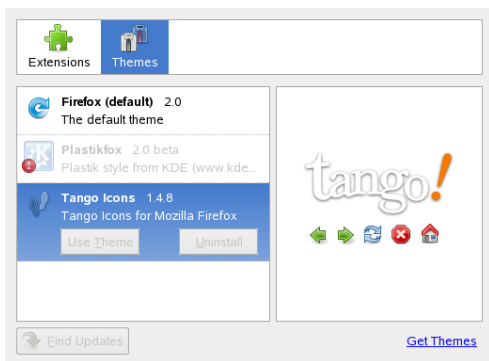 Extensions
Themes
Firefox (default) 2.0
The default theme
Plastikfox 2.0 beta
Plastik style from KDE (www.kde...
Tango Icons 1.4.8
Tango Icons for Mozilla Firefox
Use Theme
Uninstall
tango!
Find Updates
Get Themes